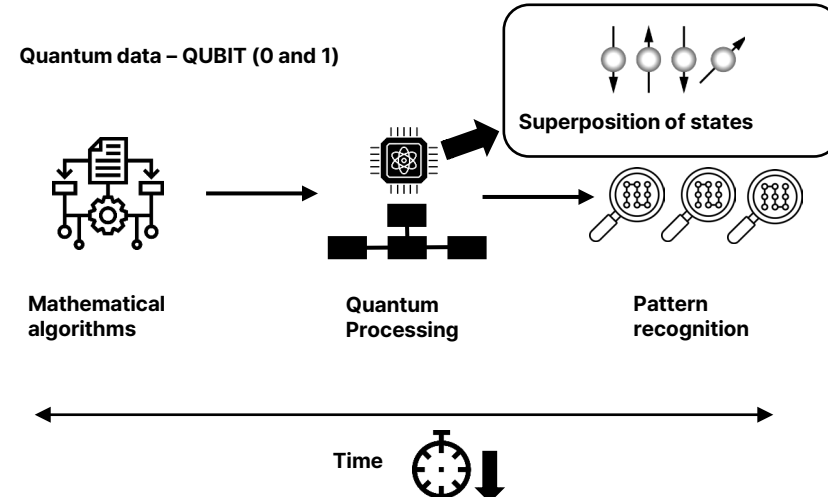 Quantum data – QUBIT (0 and 1)
Superposition of states
Mathematical
algorithms
Quantum
Processing
Pattern
recognition
Time